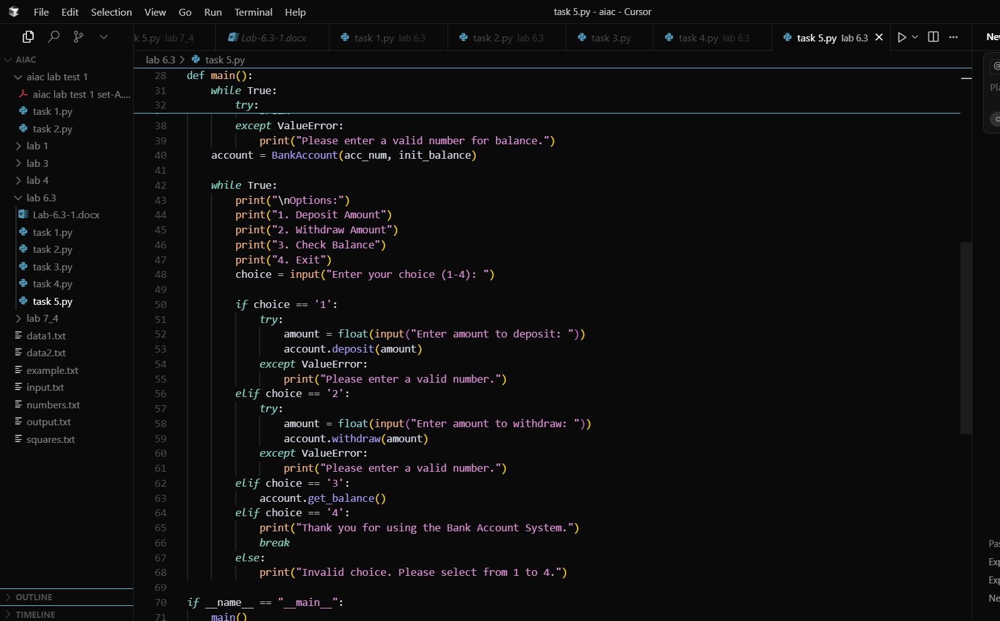 File Edit Selection View Go Run Terminal Help
task 5.py - aiac - Cursor
k 5.py lab 7_4
Lab-6.3-1.docx
task 1.py lab 6.3
task 2.py lab 6.3
task 3.py
task 4.py lab 6.3
task 5.py lab 6.3
AIAC
aiac lab test 1
aiac lab test 1 set-A....
task 1.py
task 2.py
lab 1
lab 3
lab 4
lab 6.3
Lab-6.3-1.docx
task 1.py
task 2.py
task 3.py
task 4.py
task 5.py
lab 7_4
data1.txt
data2.txt
example.txt
input.txt
numbers.txt
output.txt
squares.txt
OUTLINE
TIMELINE
lab 6.3 > task 5.py
28 def main():
31 while True:
32 try:
38 except ValueError:
39 print("Please enter a valid number for balance.")
40 account = BankAccount(acc_num, init_balance)
41
42 while True:
43 print("\nOptions:")
44 print("1. Deposit Amount")
45 print("2. Withdraw Amount")
46 print("3. Check Balance")
47 print("4. Exit")
48 choice = input("Enter your choice (1-4): ")
49
50 if choice == '1':
51 try:
52 amount = float(input("Enter amount to deposit: "))
53 account.deposit(amount)
54 except ValueError:
55 print("Please enter a valid number.")
56 elif choice == '2':
57 try:
58 amount = float(input("Enter amount to withdraw: "))
59 account.withdraw(amount)
60 except ValueError:
61 print("Please enter a valid number.")
62 elif choice == '3':
63 account.get_balance()
64 elif choice == '4':
65 print("Thank you for using the Bank Account System.")
66 break
67 else:
68 print("Invalid choice. Please select from 1 to 4.")
69
70 if __name__ == "__main__":
71 main()